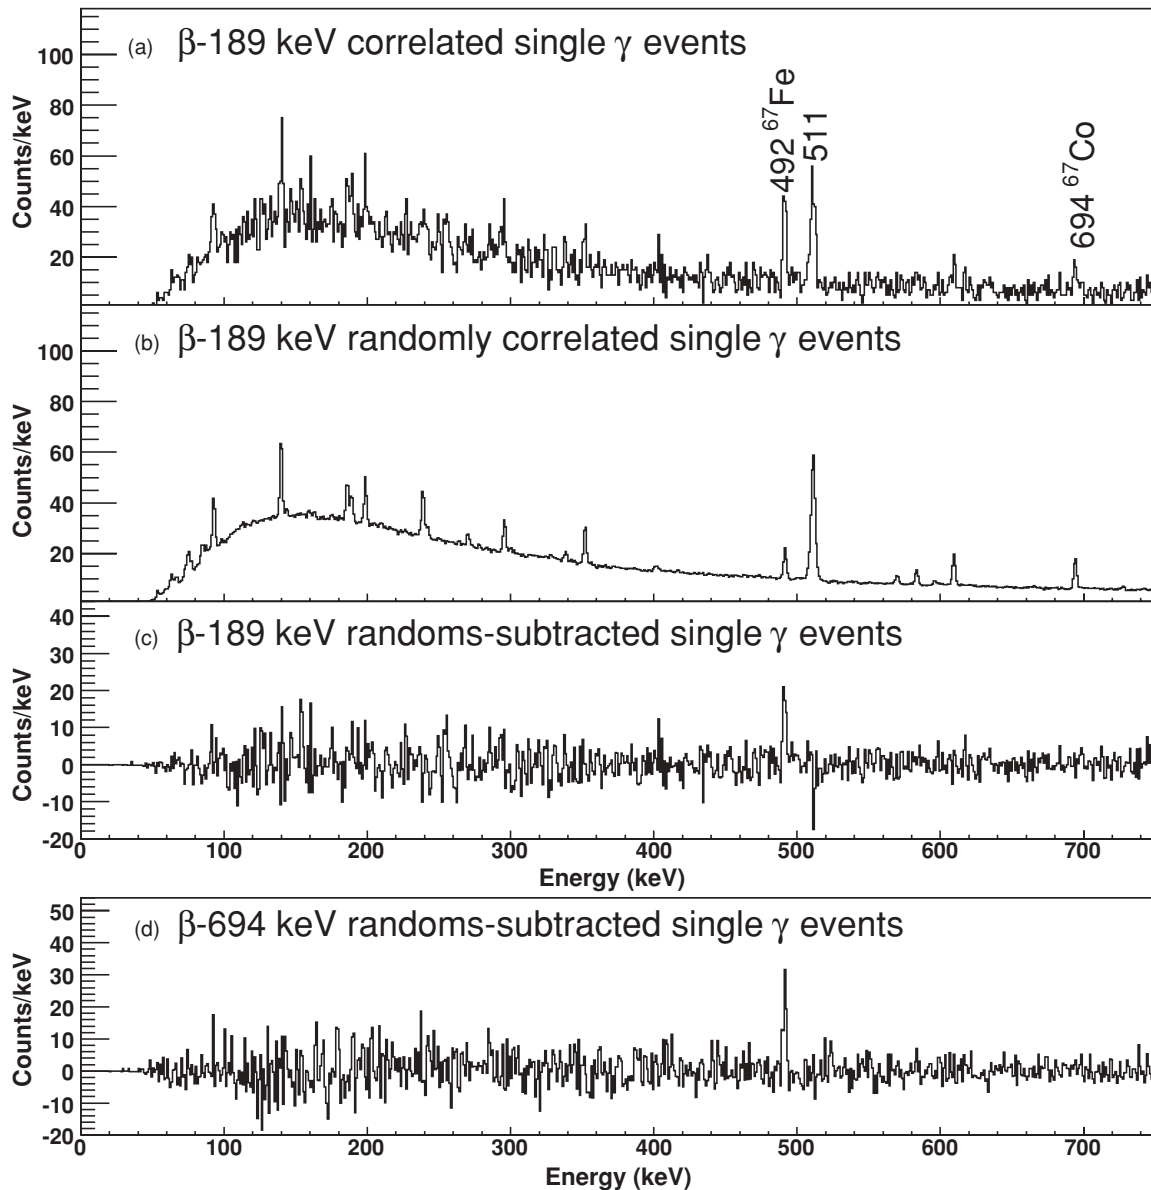 (a) β-189 keV correlated single γ events
Counts/keV
100
80
60
40
20
492 ⁶⁷Fe
511
694 ⁶⁷Co
(b) β-189 keV randomly correlated single γ events
Counts/keV
100
80
60
40
20
(c) β-189 keV randoms-subtracted single γ events
Counts/keV
40
30
20
10
0
-10
-20
0 100 200 300 400 500 600 700
Energy (keV)
(d) β-694 keV randoms-subtracted single γ events
Counts/keV
50
40
30
20
10
0
-10
-20
0 100 200 300 400 500 600 700
Energy (keV)